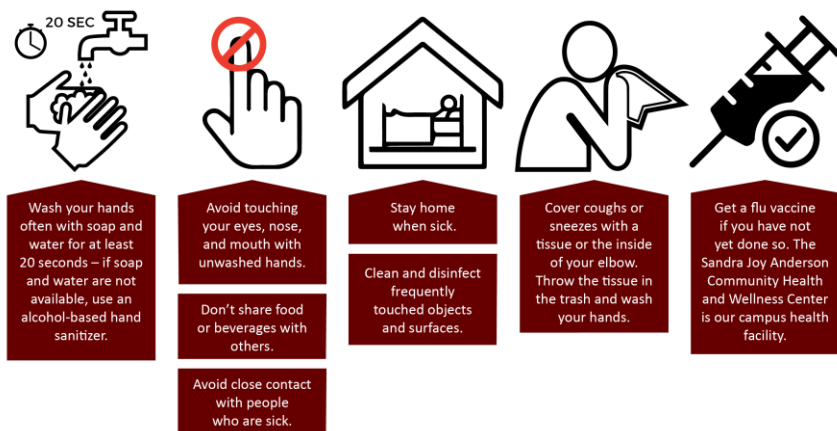 20 SEC
Wash your hands
often with soap and
water for at least
20 seconds – if soap
and water are not
available, use an
alcohol-based hand
sanitizer.
Avoid touching
your eyes, nose,
and mouth with
unwashed hands.
Don’t share food
or beverages with
others.
Avoid close contact
with people
who are sick.
Stay home
when sick.
Clean and disinfect
frequently
touched objects
and surfaces.
Cover coughs or
sneezes with a
tissue or the inside
of your elbow.
Throw the tissue in
the trash and wash
your hands.
Get a flu vaccine
if you have not
yet done so. The
Sandra Joy Anderson
Community Health
and Wellness Center
is our campus health
facility.